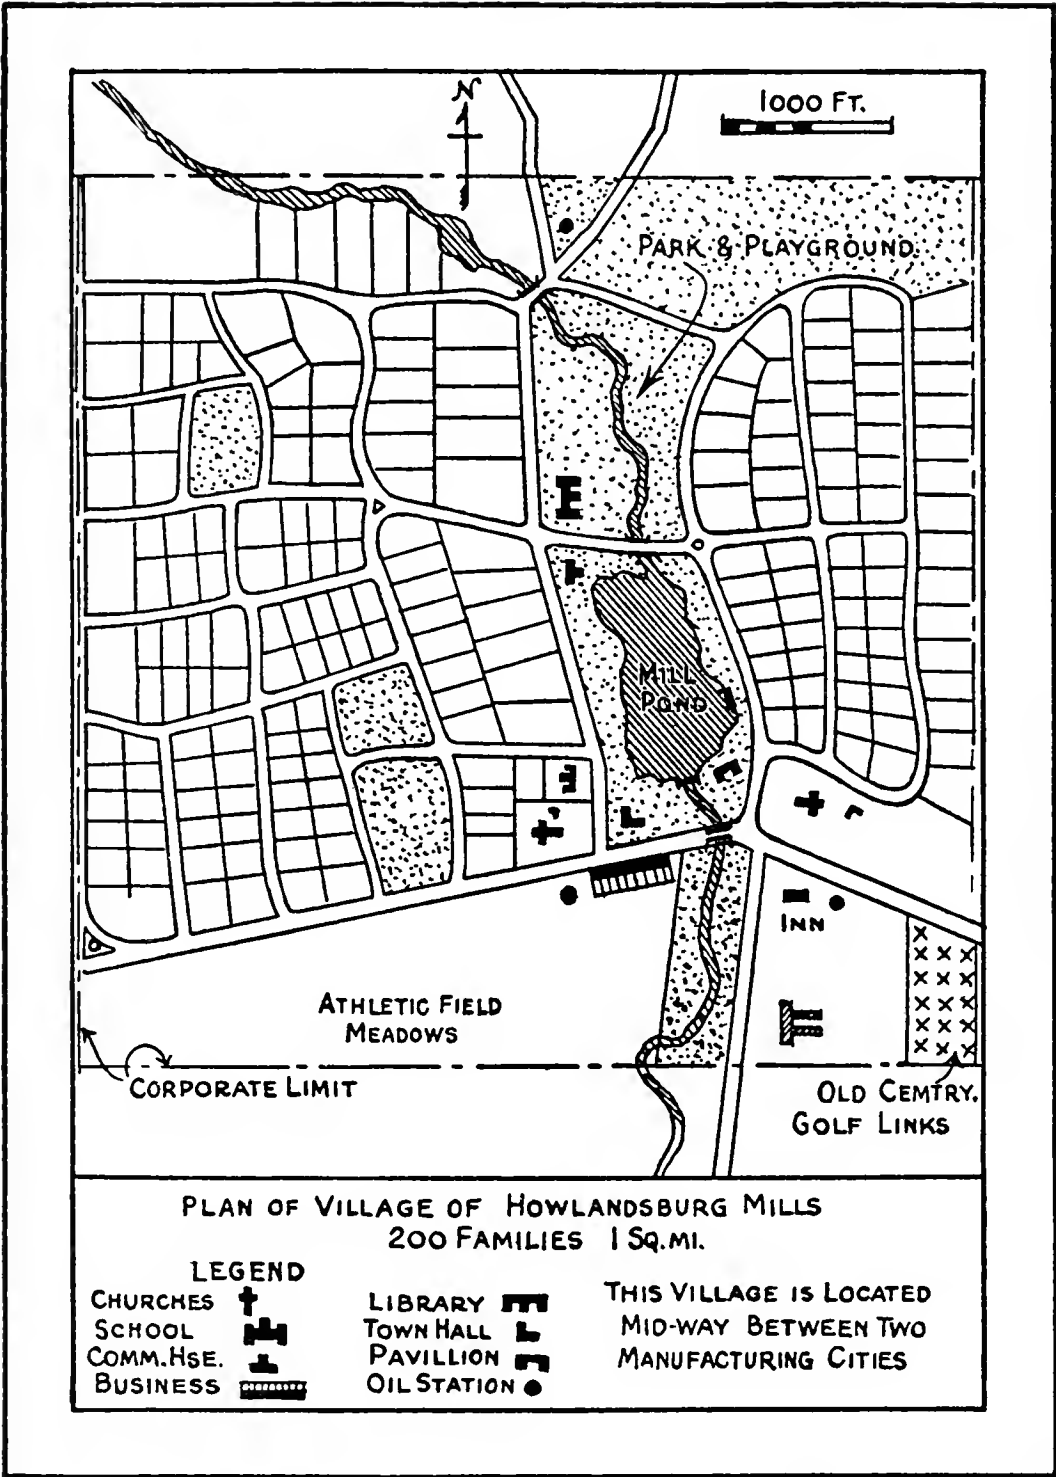 N
1000 FT.
PARK & PLAYGROUND
MILL
POND
INN
ATHLETIC FIELD
MEADOWS
CORPORATE LIMIT
OLD CEMTRY.
GOLF LINKS
PLAN OF VILLAGE OF HOWLANDSBURG MILLS
200 FAMILIES 1 SQ.MI.
LEGEND
CHURCHES
SCHOOL
COMM.HSE.
BUSINESS
LIBRARY
TOWN HALL
PAVILLION
OIL STATION
THIS VILLAGE IS LOCATED
MID-WAY BETWEEN TWO
MANUFACTURING CITIES